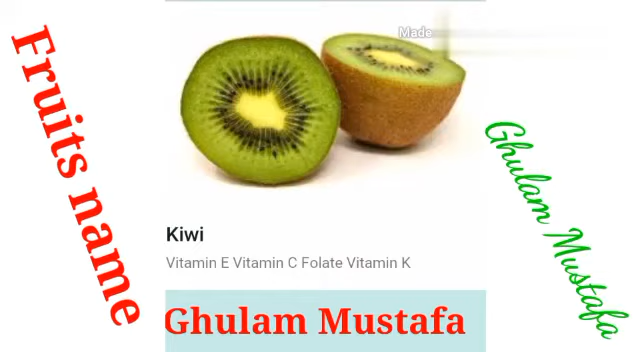 Made
Fruits name
Ghulam Mustafa
Kiwi
Vitamin E Vitamin C Folate Vitamin K
Ghulam Mustafa